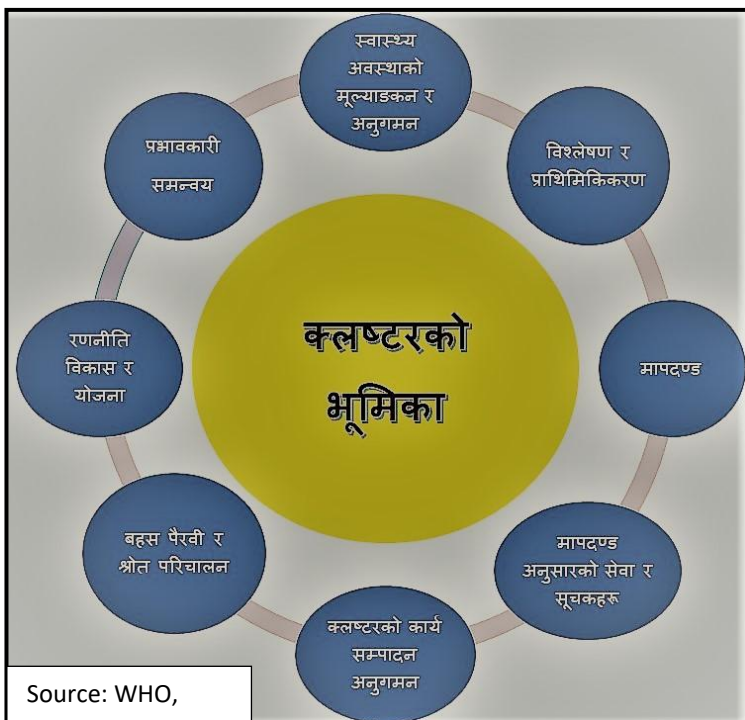 स्वास्थ्य
अवस्थाको
मूल्याङकन र
अनुगमन
विश्लेषण र
प्राथिमिकिकरण
मापदण्ड
मापदण्ड
अनुसारको सेवा र
सूचकहरू
क्लष्टरको कार्य
सम्पादन
अनुगमन
बहस पैरवी र
श्रोत परिचालन
रणनीति
विकास र
योजना
प्रभावकारी
समन्वय
क्लष्टरको
भूमिका
Source: WHO,